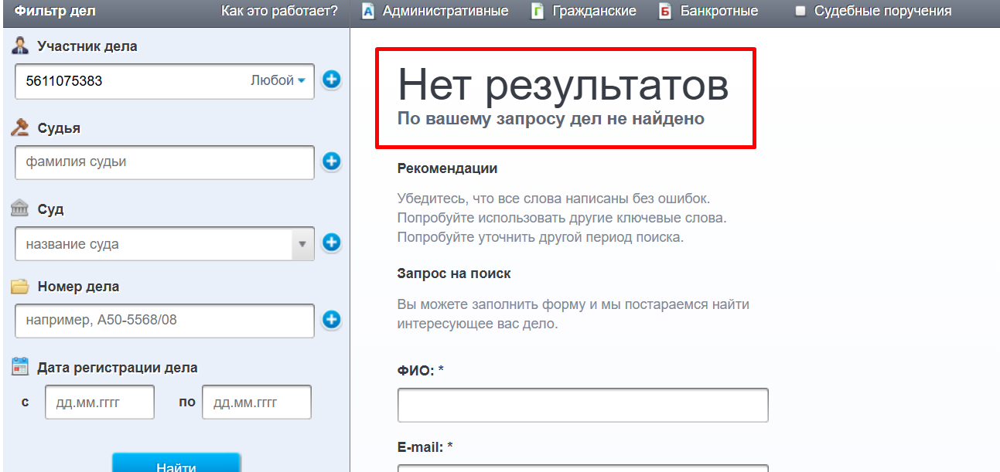 Фильтр дел
Как это работает?
А Административные
Г Гражданские
Б Банкротные
Судебные поручения
Участник дела
5611075383
Любой
Судья
фамилия судьи
Суд
название суда
Номер дела
например, А50-5568/08
Дата регистрации дела
с дд.мм.гггг по дд.мм.гггг
Найти
Нет результатов
По вашему запросу дел не найдено
Рекомендации
Убедитесь, что все слова написаны без ошибок.
Попробуйте использовать другие ключевые слова.
Попробуйте уточнить другой период поиска.
Запрос на поиск
Вы можете заполнить форму и мы постараемся найти
интересующее вас дело.
ФИО: *
E-mail: *